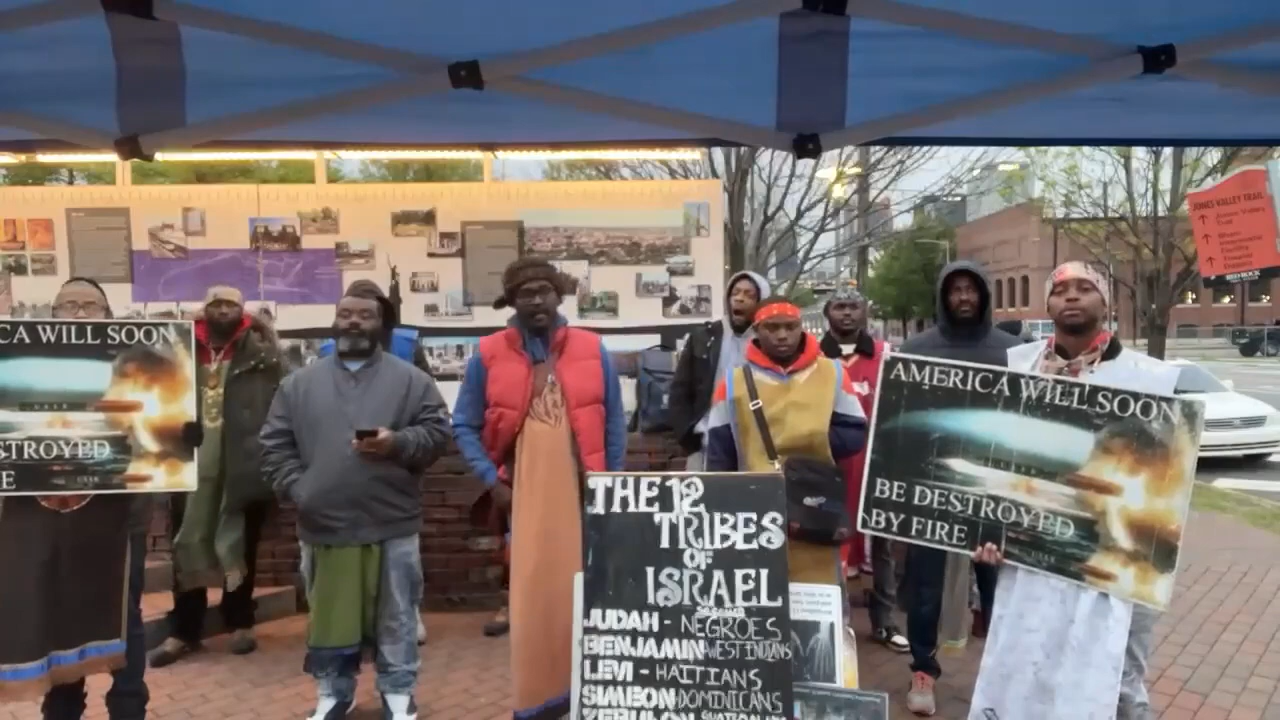 CA WILL SOON
STROYED
E
THE 12
TRIBES
OF
ISRAEL
JUDAH - NEGROES
BENJAMIN WEST INDIANS
LEVI - HAITIANS
SIMEON DOMINICANS
ZEBULON
AMERICA WILL SOON
BE DESTROYED
BY FIRE
JONES VALLEY TRAIL